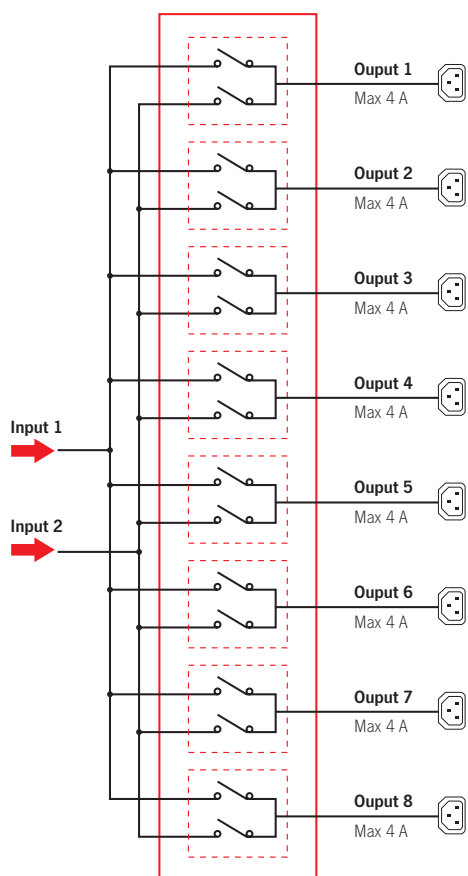 Ouput 1
Max 4 A
Ouput 2
Max 4 A
Ouput 3
Max 4 A
Ouput 4
Max 4 A
Input 1
Ouput 5
Max 4 A
Input 2
Ouput 6
Max 4 A
Ouput 7
Max 4 A
Ouput 8
Max 4 A